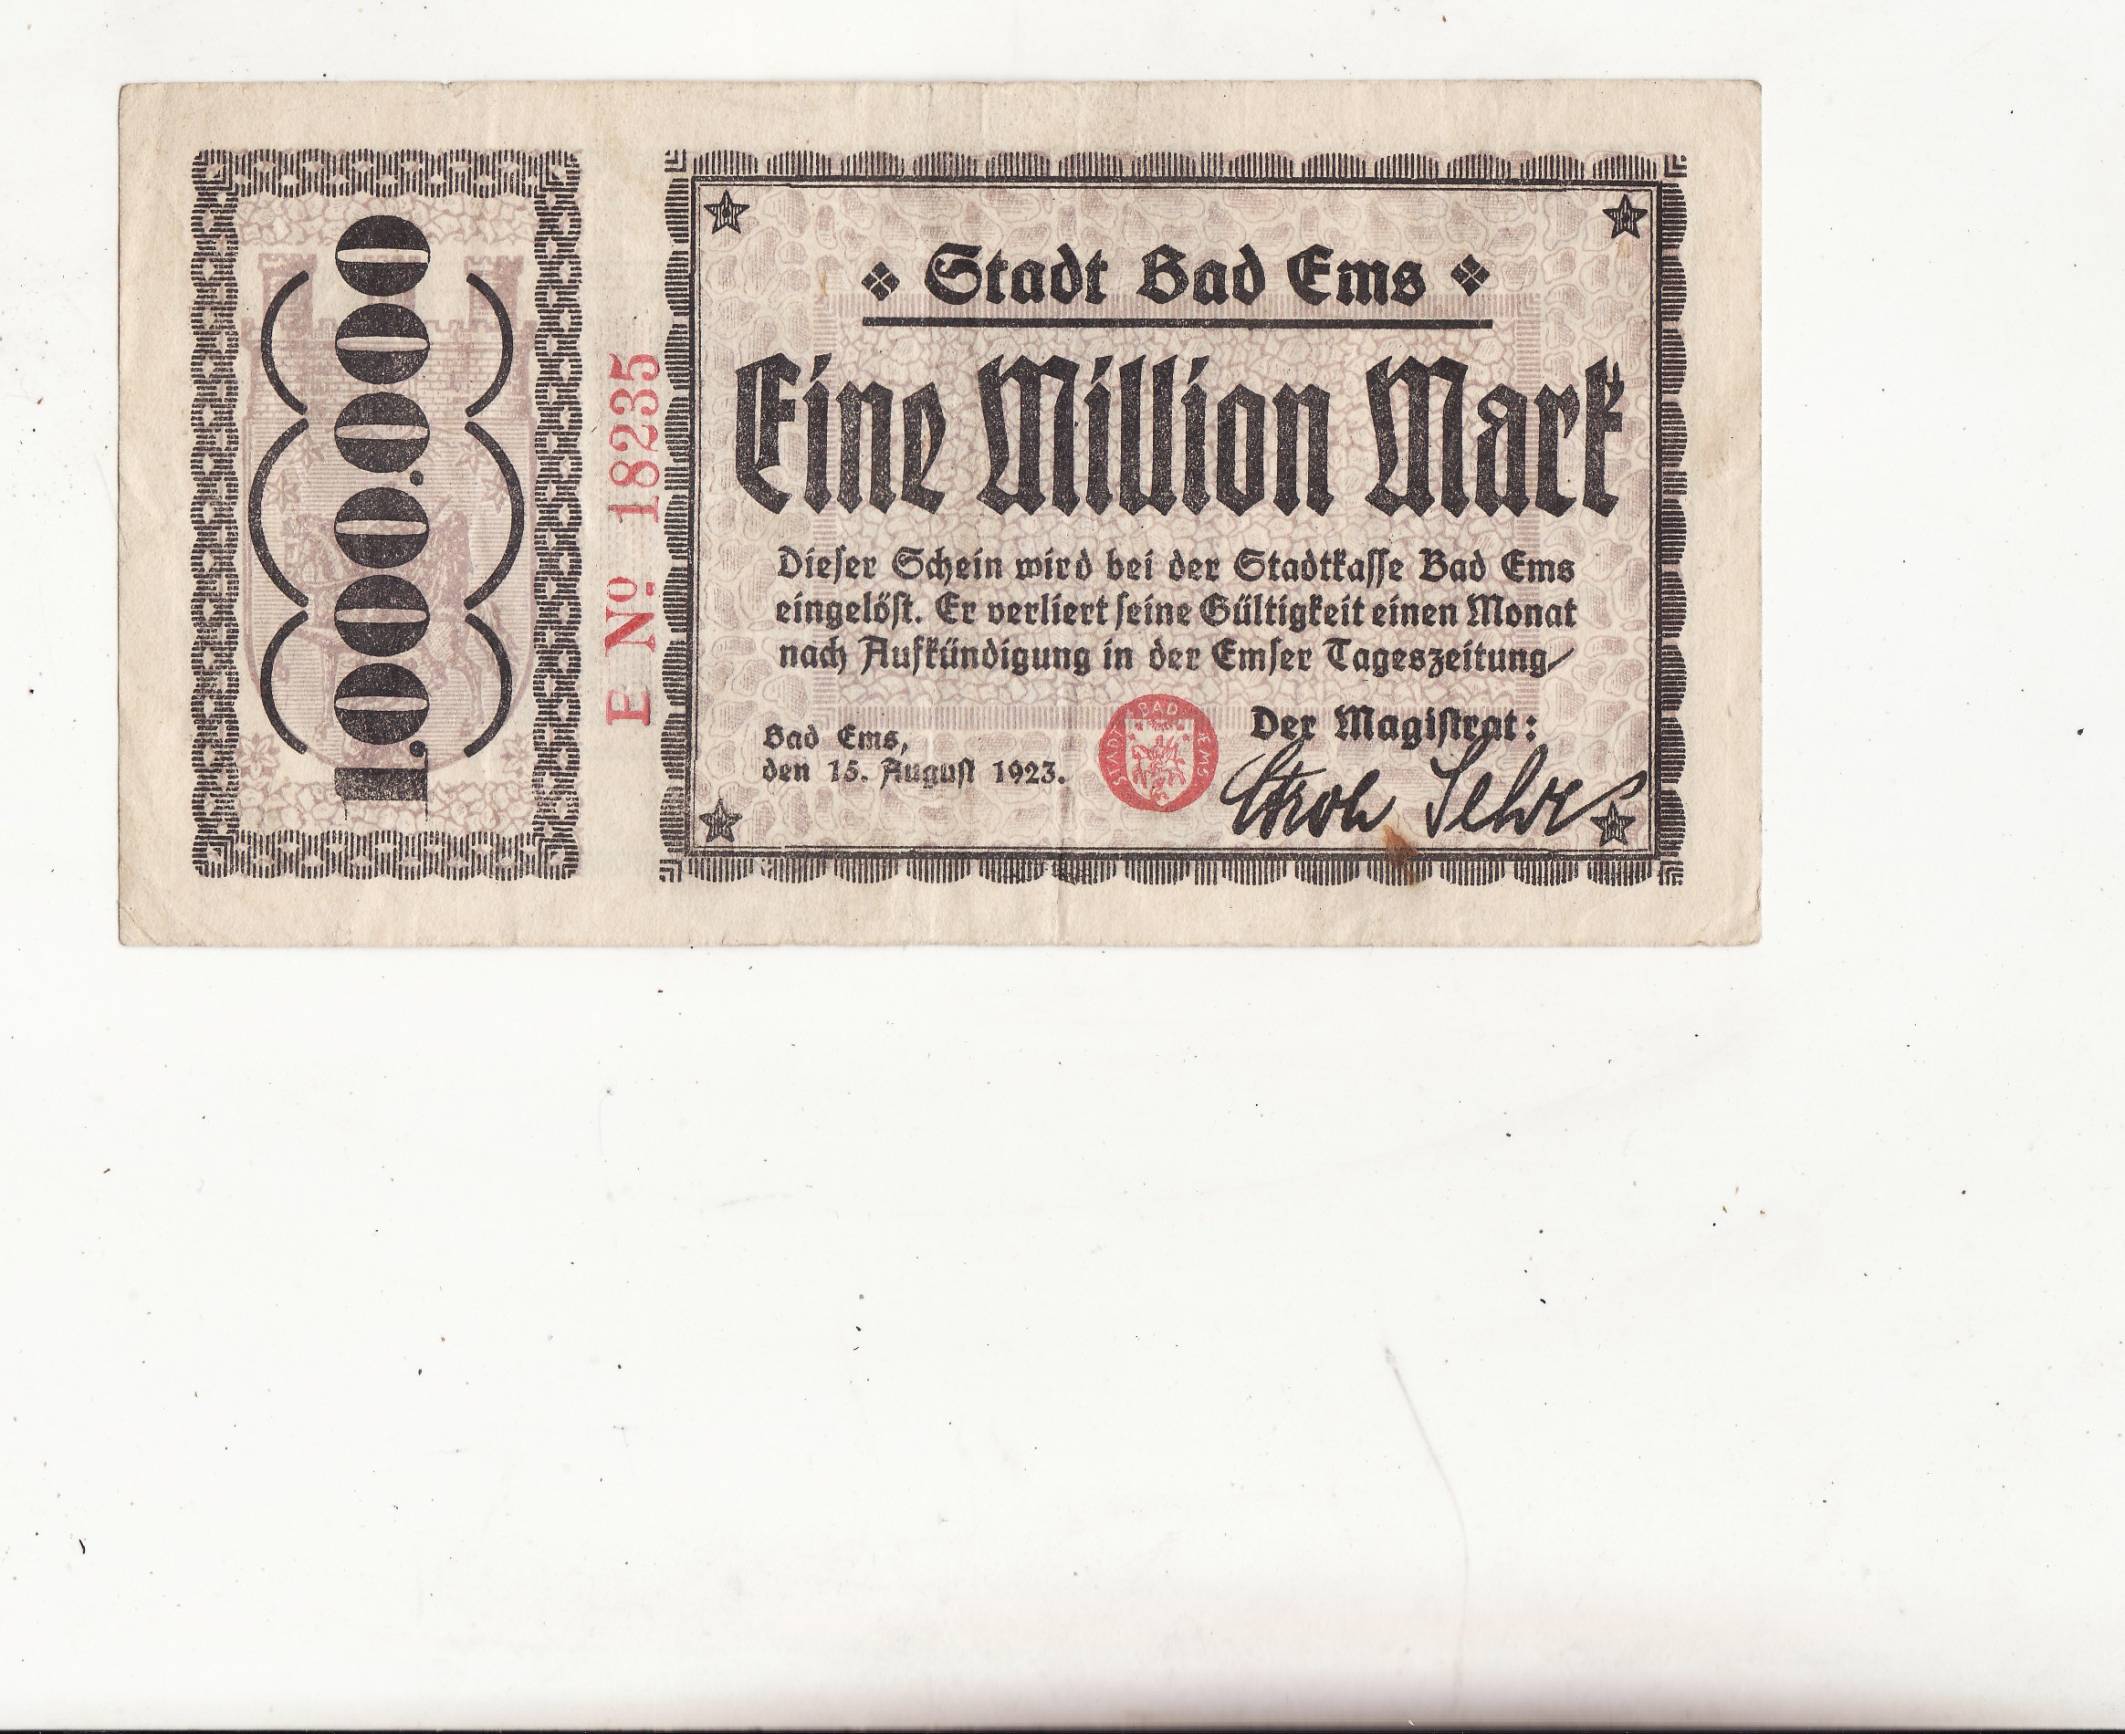 1.000.000
E No 18235
Stadt Bad Ems
Eine Million Mark
Dieser Schein wird bei der Stadtkasse Bad Ems
eingelöst. Er verliert seine Gültigkeit einen Monat
nach Aufkündigung in der Emser Tageszeitung
Bad Ems,
den 15. August 1923.
STADT BAD EMS
Der Magistrat: